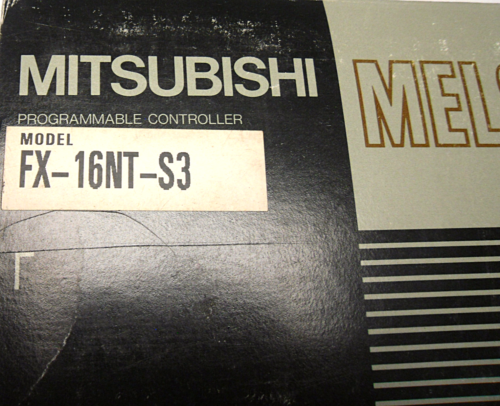 MITSUBISHI
PROGRAMMABLE CONTROLLER
MODEL
FX-16NT-S3